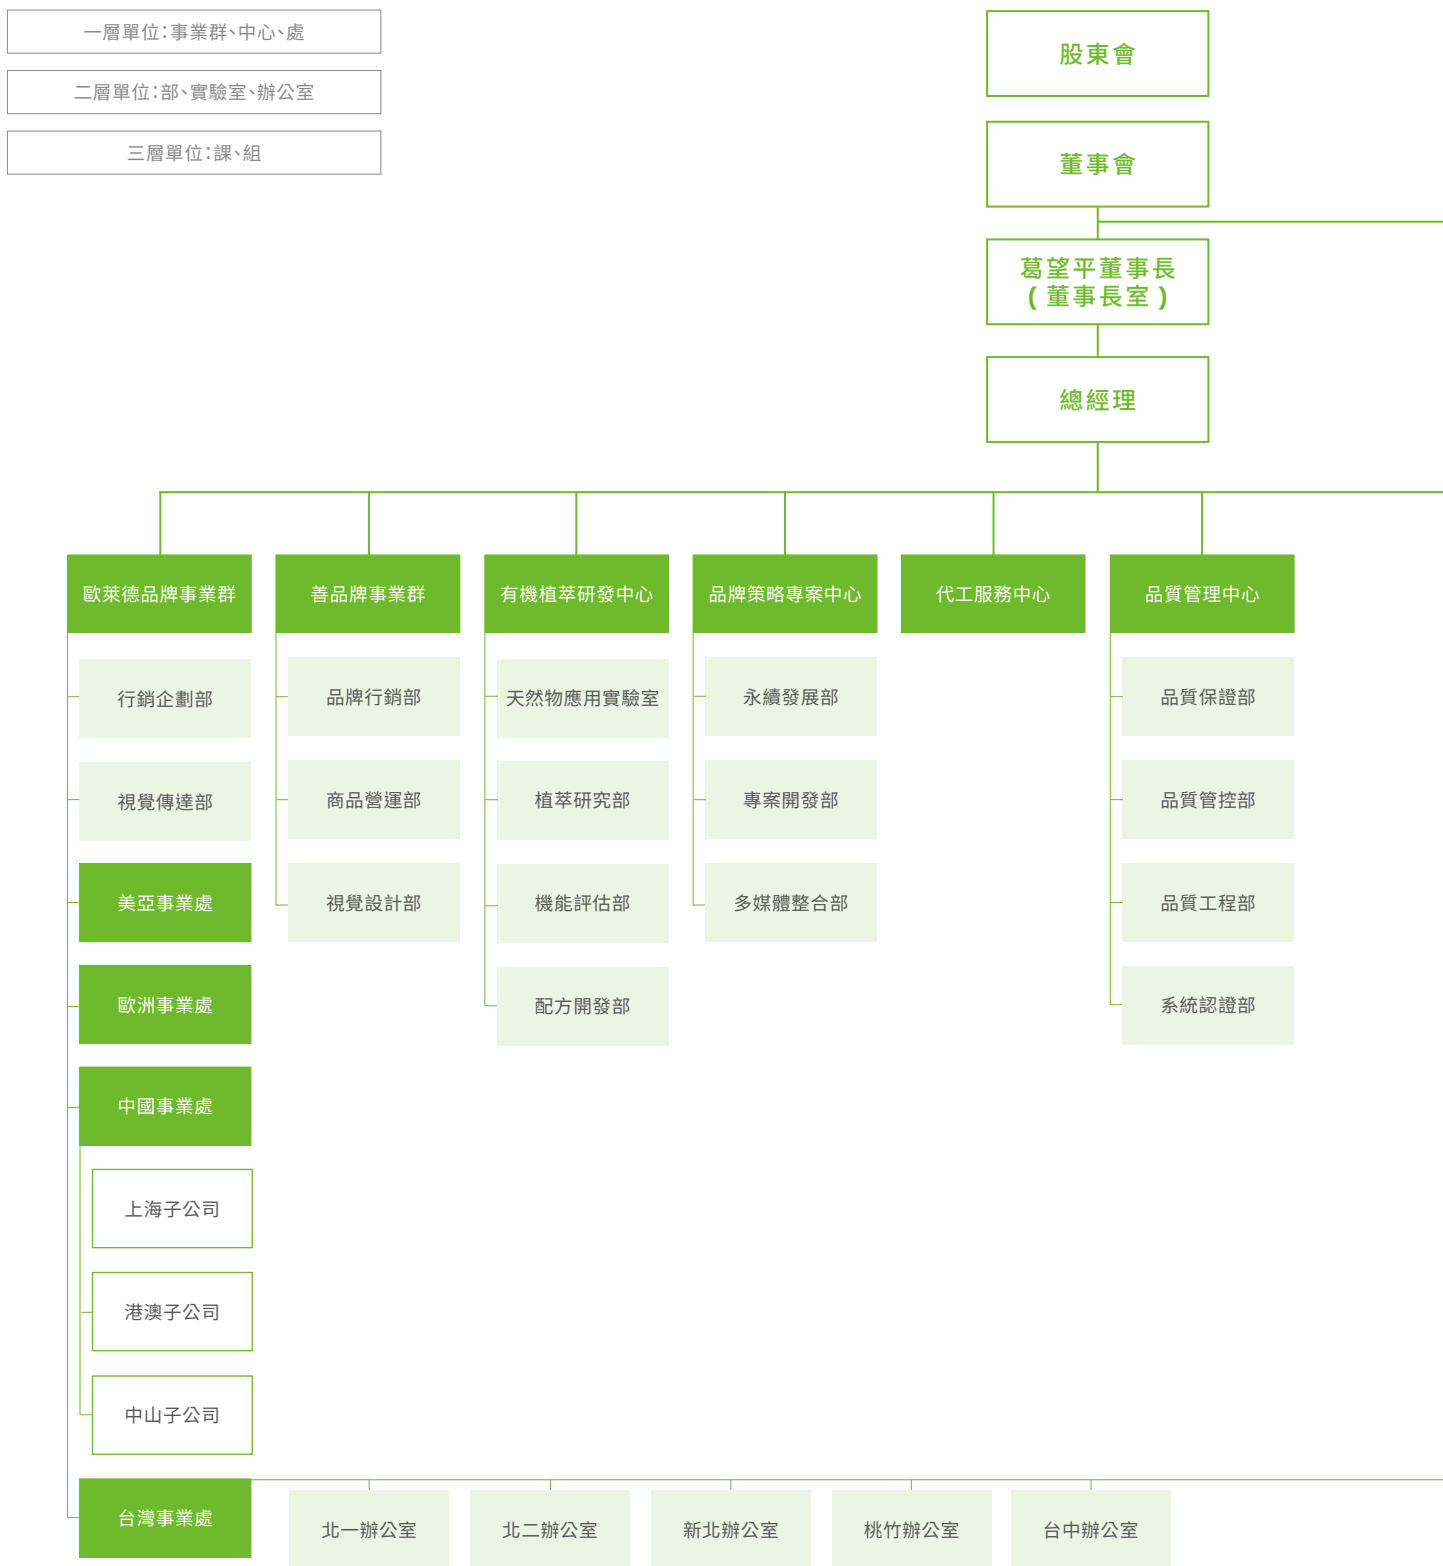 一層單位：事業群、中心、處
二層單位：部、實驗室、辦公室
三層單位：課、組
股東會
董事會
葛望平董事長
( 董事長室 )
總經理
歐萊德品牌事業群
善品牌事業群
有機植萃研發中心
品牌策略專案中心
代工服務中心
品質管理中心
行銷企劃部
品牌行銷部
天然物應用實驗室
永續發展部
品質保證部
視覺傳達部
商品營運部
植萃研究部
專案開發部
品質管控部
美亞事業處
視覺設計部
機能評估部
多媒體整合部
品質工程部
歐洲事業處
配方開發部
系統認證部
中國事業處
上海子公司
港澳子公司
中山子公司
台灣事業處
北一辦公室
北二辦公室
新北辦公室
桃竹辦公室
台中辦公室